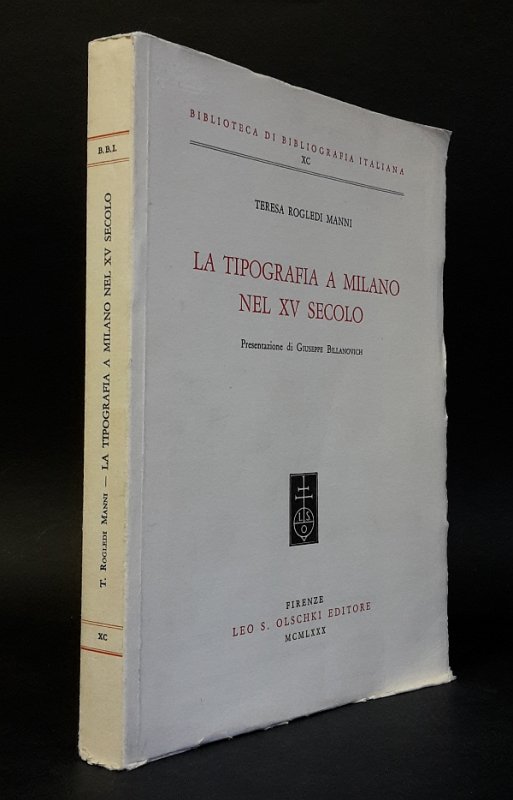 B.B.I.
T. ROGLEDI MANNI — LA TIPOGRAFIA A MILANO NEL XV SECOLO
XC
BIBLIOTECA DI BIBLIOGRAFIA ITALIANA
XC
TERESA ROGLEDI MANNI
LA TIPOGRAFIA A MILANO
NEL XV SECOLO
Presentazione di GIUSEPPE BILLANOVICH
LS
O
FIRENZE
LEO S. OLSCHKI EDITORE
MCMLXXX